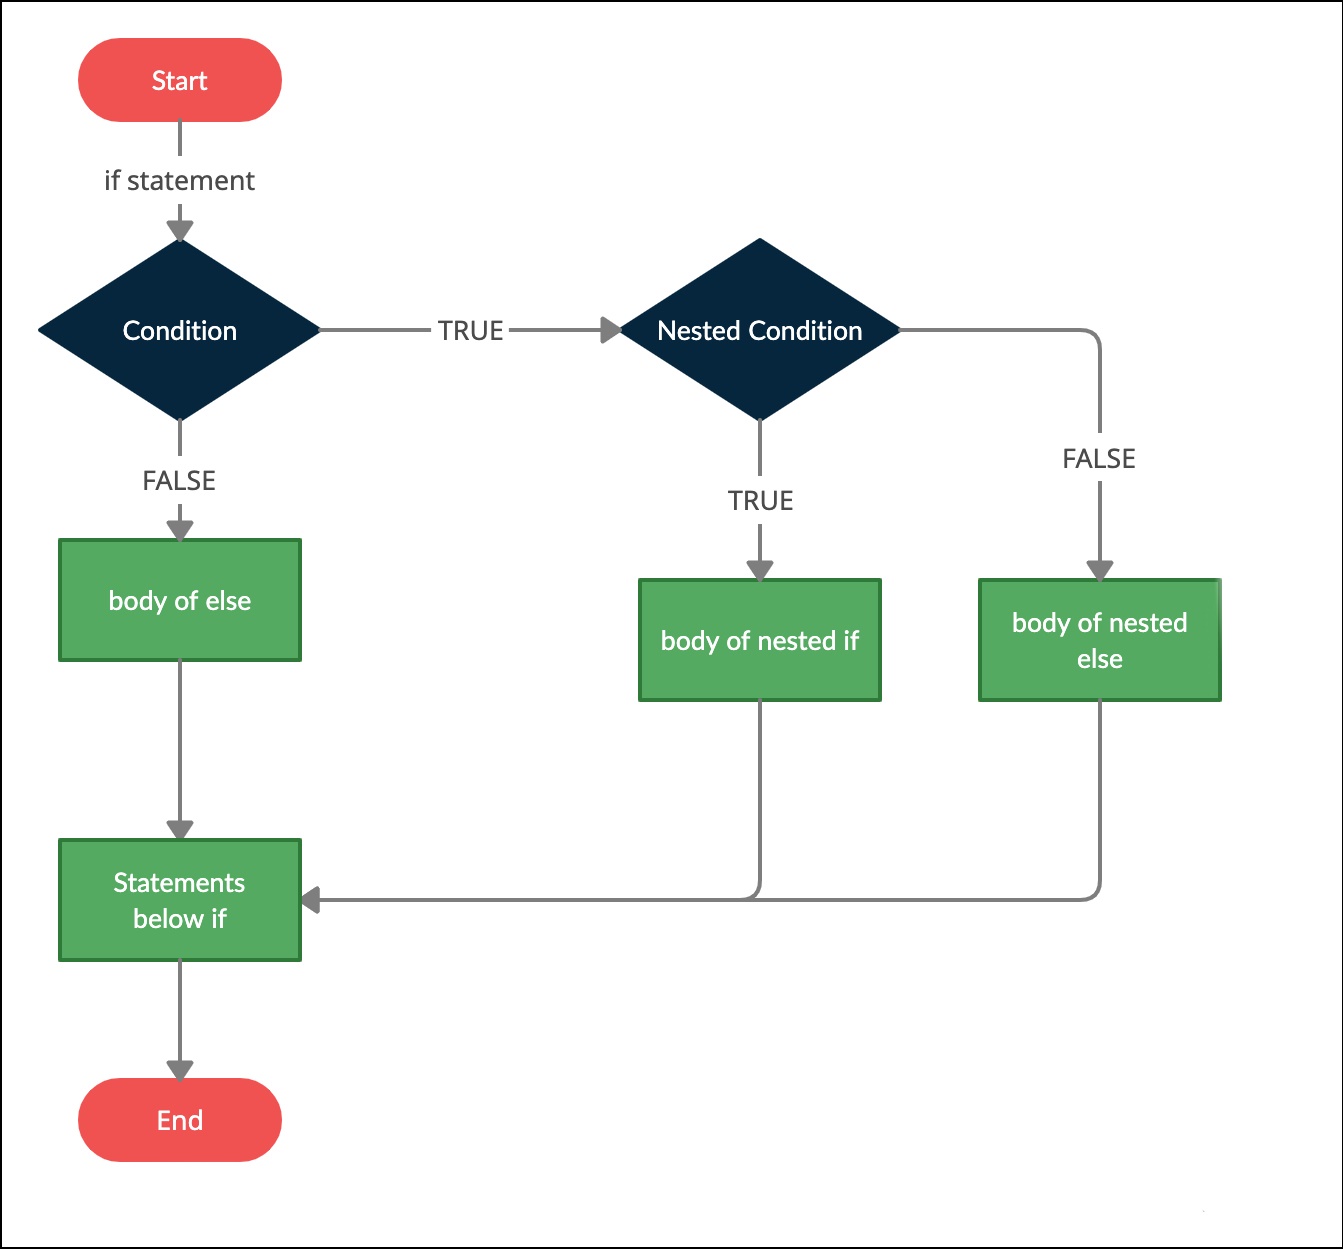 Start
if statement
Condition
TRUE
Nested Condition
FALSE
FALSE
TRUE
body of else
body of nested if
body of nested
else
Statements
below if
End